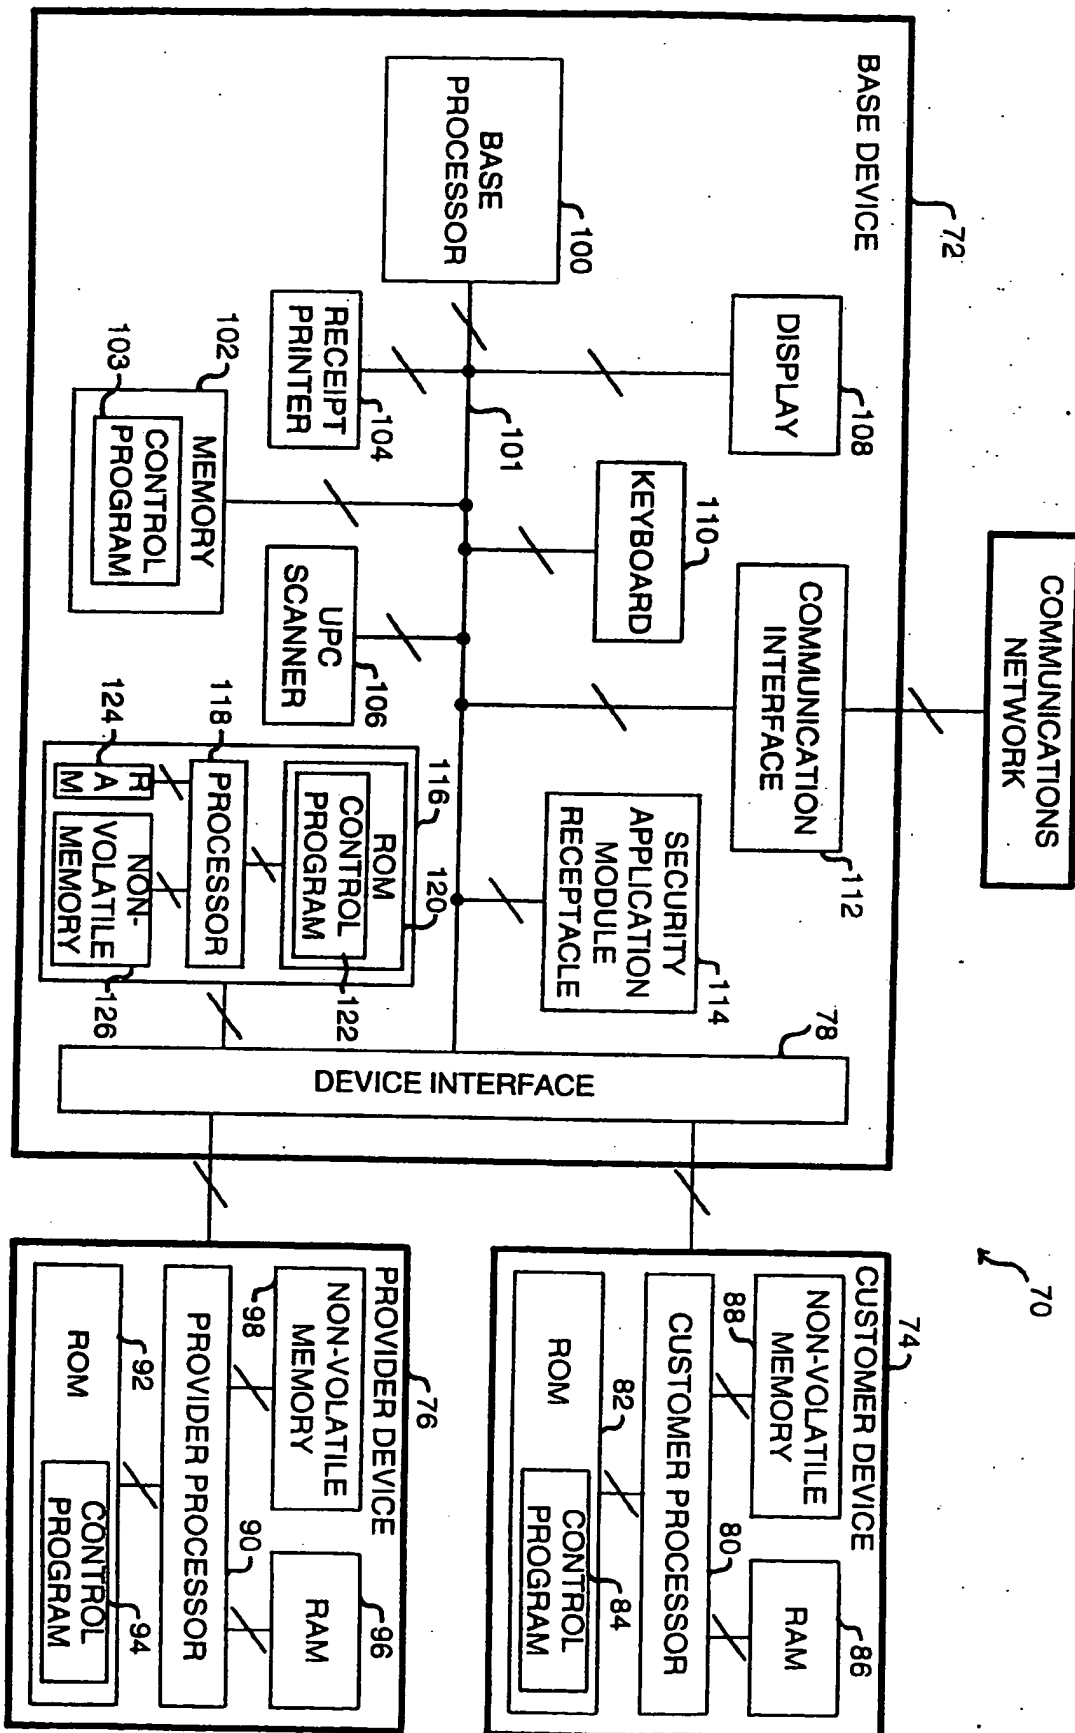 COMMUNICATIONS
NETWORK
70
BASE DEVICE
72
BASE
PROCESSOR
100
DISPLAY
108
KEYBOARD
110
COMMUNICATION
INTERFACE
112
SECURITY
APPLICATION
MODULE
RECEPTACLE
114
101
RECEIPT
PRINTER
104
102
MEMORY
103
CONTROL
PROGRAM
UPC
SCANNER
106
116
ROM
120
CONTROL
PROGRAM
122
118
PROCESSOR
124
R
A
M
NON-
VOLATILE
MEMORY
126
78
DEVICE INTERFACE
CUSTOMER DEVICE
74
NON-VOLATILE
MEMORY
88
RAM
86
CUSTOMER PROCESSOR
80
ROM
82
CONTROL
PROGRAM
84
PROVIDER DEVICE
76
NON-VOLATILE
MEMORY
98
RAM
96
PROVIDER PROCESSOR
90
ROM
92
CONTROL
PROGRAM
94